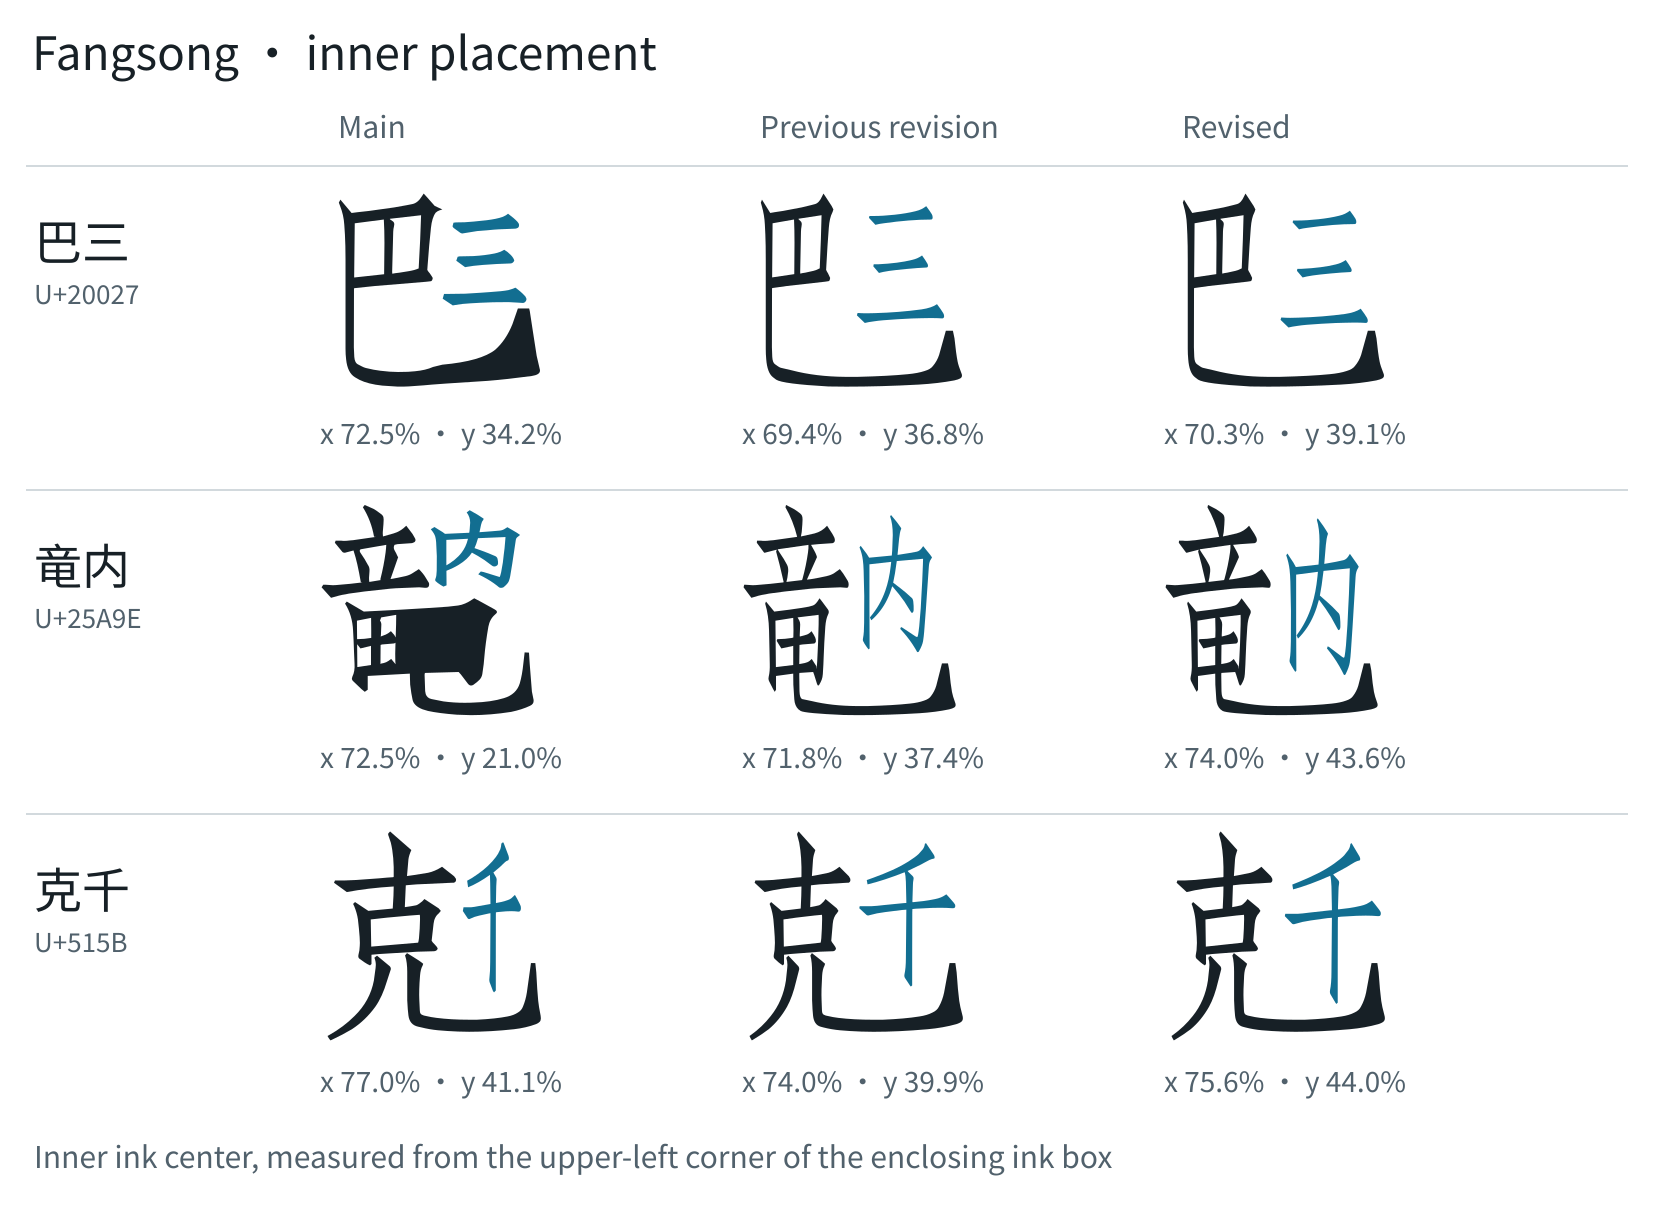 Fangsong · inner placement
Main Previous revision Revised
巴三
U+20027
x 72.5% · y 34.2% x 69.4% · y 36.8% x 70.3% · y 39.1%
竜内
U+25A9E
x 72.5% · y 21.0% x 71.8% · y 37.4% x 74.0% · y 43.6%
克千
U+515B
x 77.0% · y 41.1% x 74.0% · y 39.9% x 75.6% · y 44.0%
Inner ink center, measured from the upper-left corner of the enclosing ink box